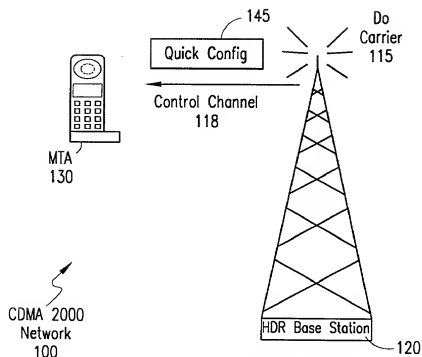 145
Quick Config
Do
Carrier
115
Control Channel
118
MTA
130
CDMA 2000
Network
100
HDR Base Station
120